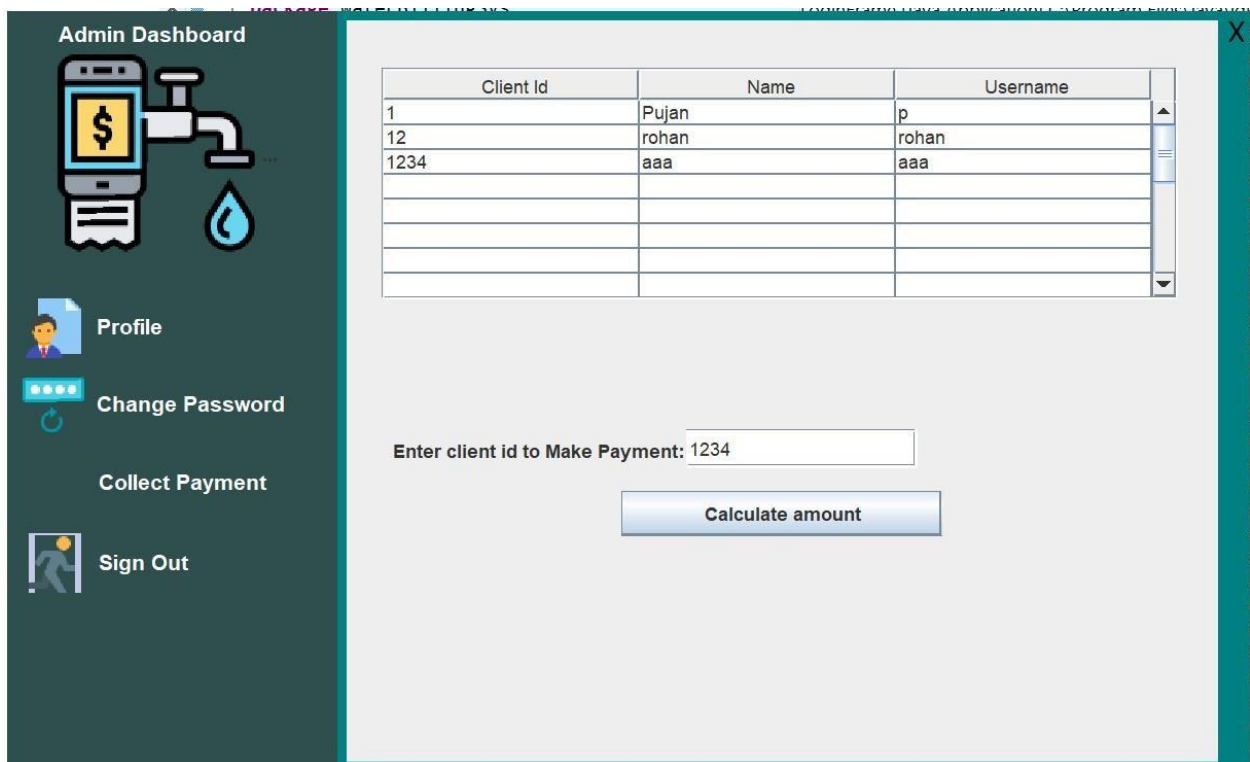 Admin Dashboard
X
$
Client Id Name Username
1 Pujan p
12 rohan rohan
1234 aaa aaa
Profile
Change Password
Enter client id to Make Payment: 1234
Collect Payment
Calculate amount
Sign Out